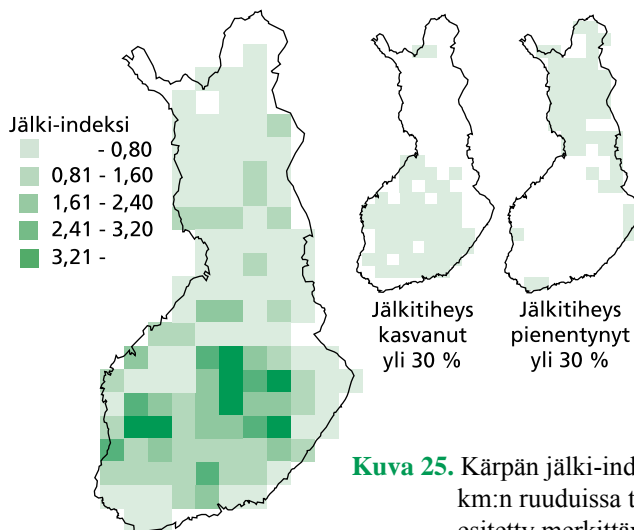 Jälki-indeksi
- 0,80
0,81 - 1,60
1,61 - 2,40
2,41 - 3,20
3,21 -
Jälkitiheys
kasvanut
yli 30 %
Jälkitiheys
pienentynyt
yli 30 %
Kuva 25. Kärpän jälki-ind
km:n ruuduissa t